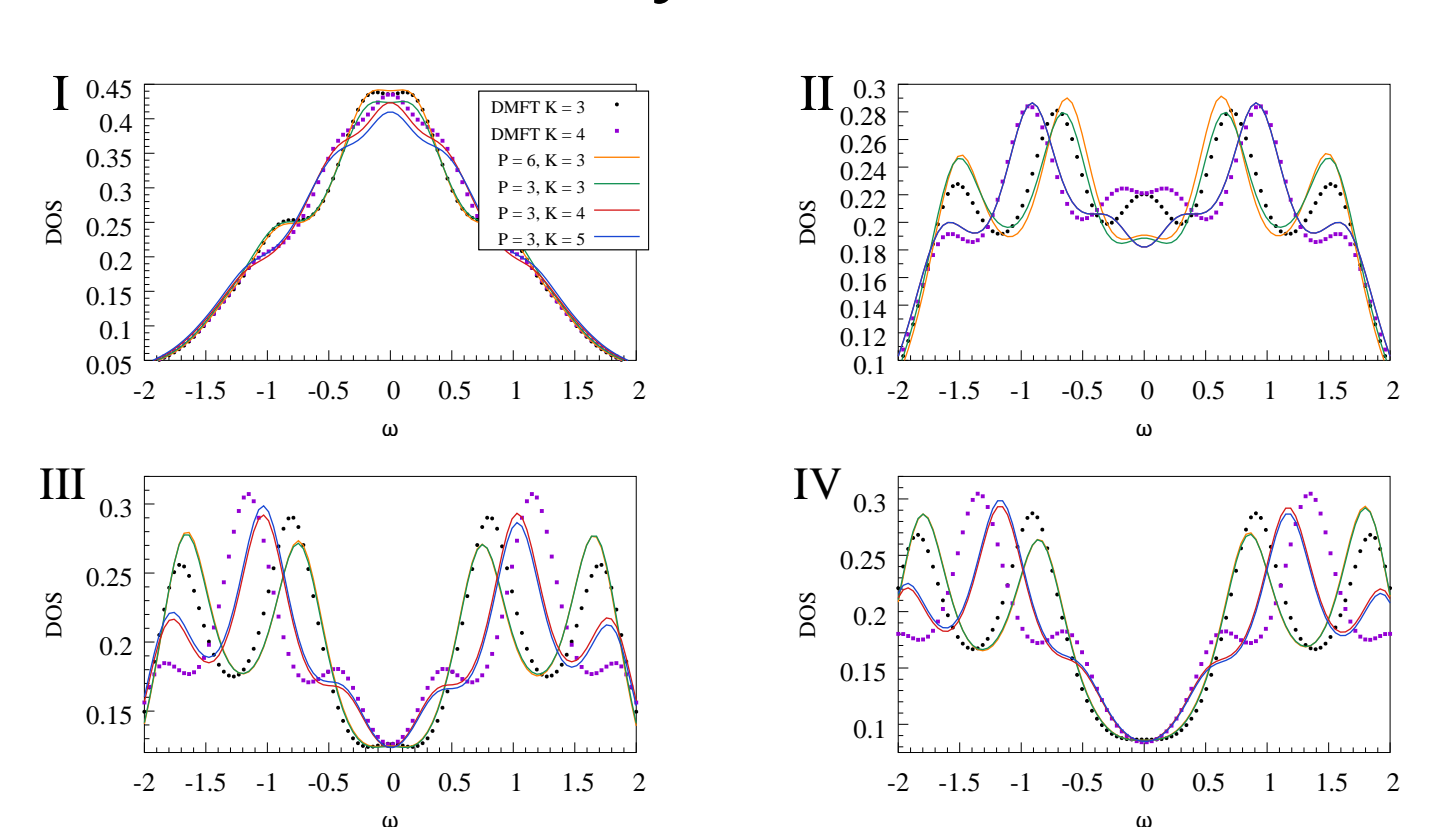 I
0.45
0.4
0.35
0.3
0.25
0.2
0.15
0.1
0.05
DOS
-2 -1.5 -1 -0.5 0 0.5 1 1.5 2
ω
DMFT K = 3
DMFT K = 4
P = 6, K = 3
P = 3, K = 3
P = 3, K = 4
P = 3, K = 5
II
0.3
0.28
0.26
0.24
0.22
0.2
0.18
0.16
0.14
0.12
0.1
DOS
-2 -1.5 -1 -0.5 0 0.5 1 1.5 2
ω
III
0.3
0.25
0.2
0.15
DOS
-2 -1.5 -1 -0.5 0 0.5 1 1.5 2
ω
IV
0.3
0.25
0.2
0.15
0.1
DOS
-2 -1.5 -1 -0.5 0 0.5 1 1.5 2
ω